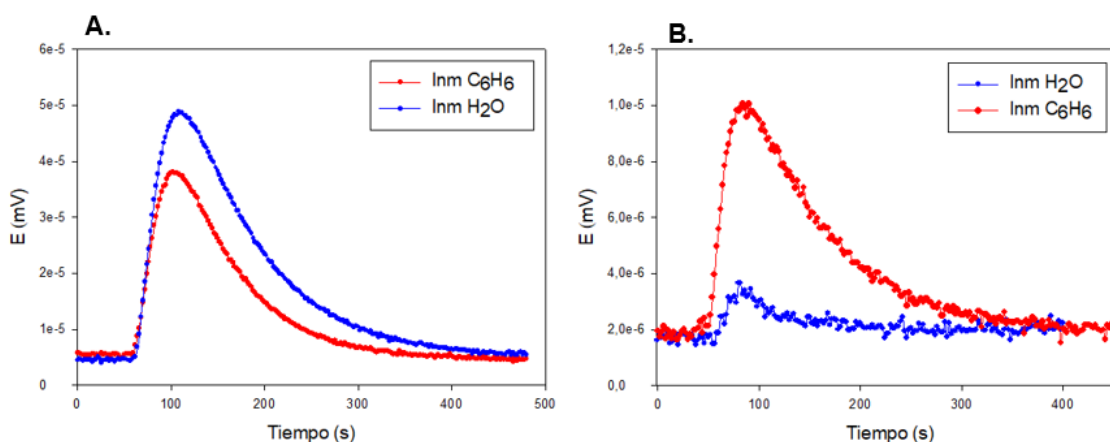 A.
6e-5
5e-5
4e-5
3e-5
2e-5
1e-5
0
E (mV)
Inm C6H6
Inm H2O
0 100 200 300 400 500
Tiempo (s)
B.
1,2e-5
1,0e-5
8,0e-6
6,0e-6
4,0e-6
2,0e-6
0,0
E (mV)
Inm H2O
Inm C6H6
0 100 200 300 400
Tiempo (s)